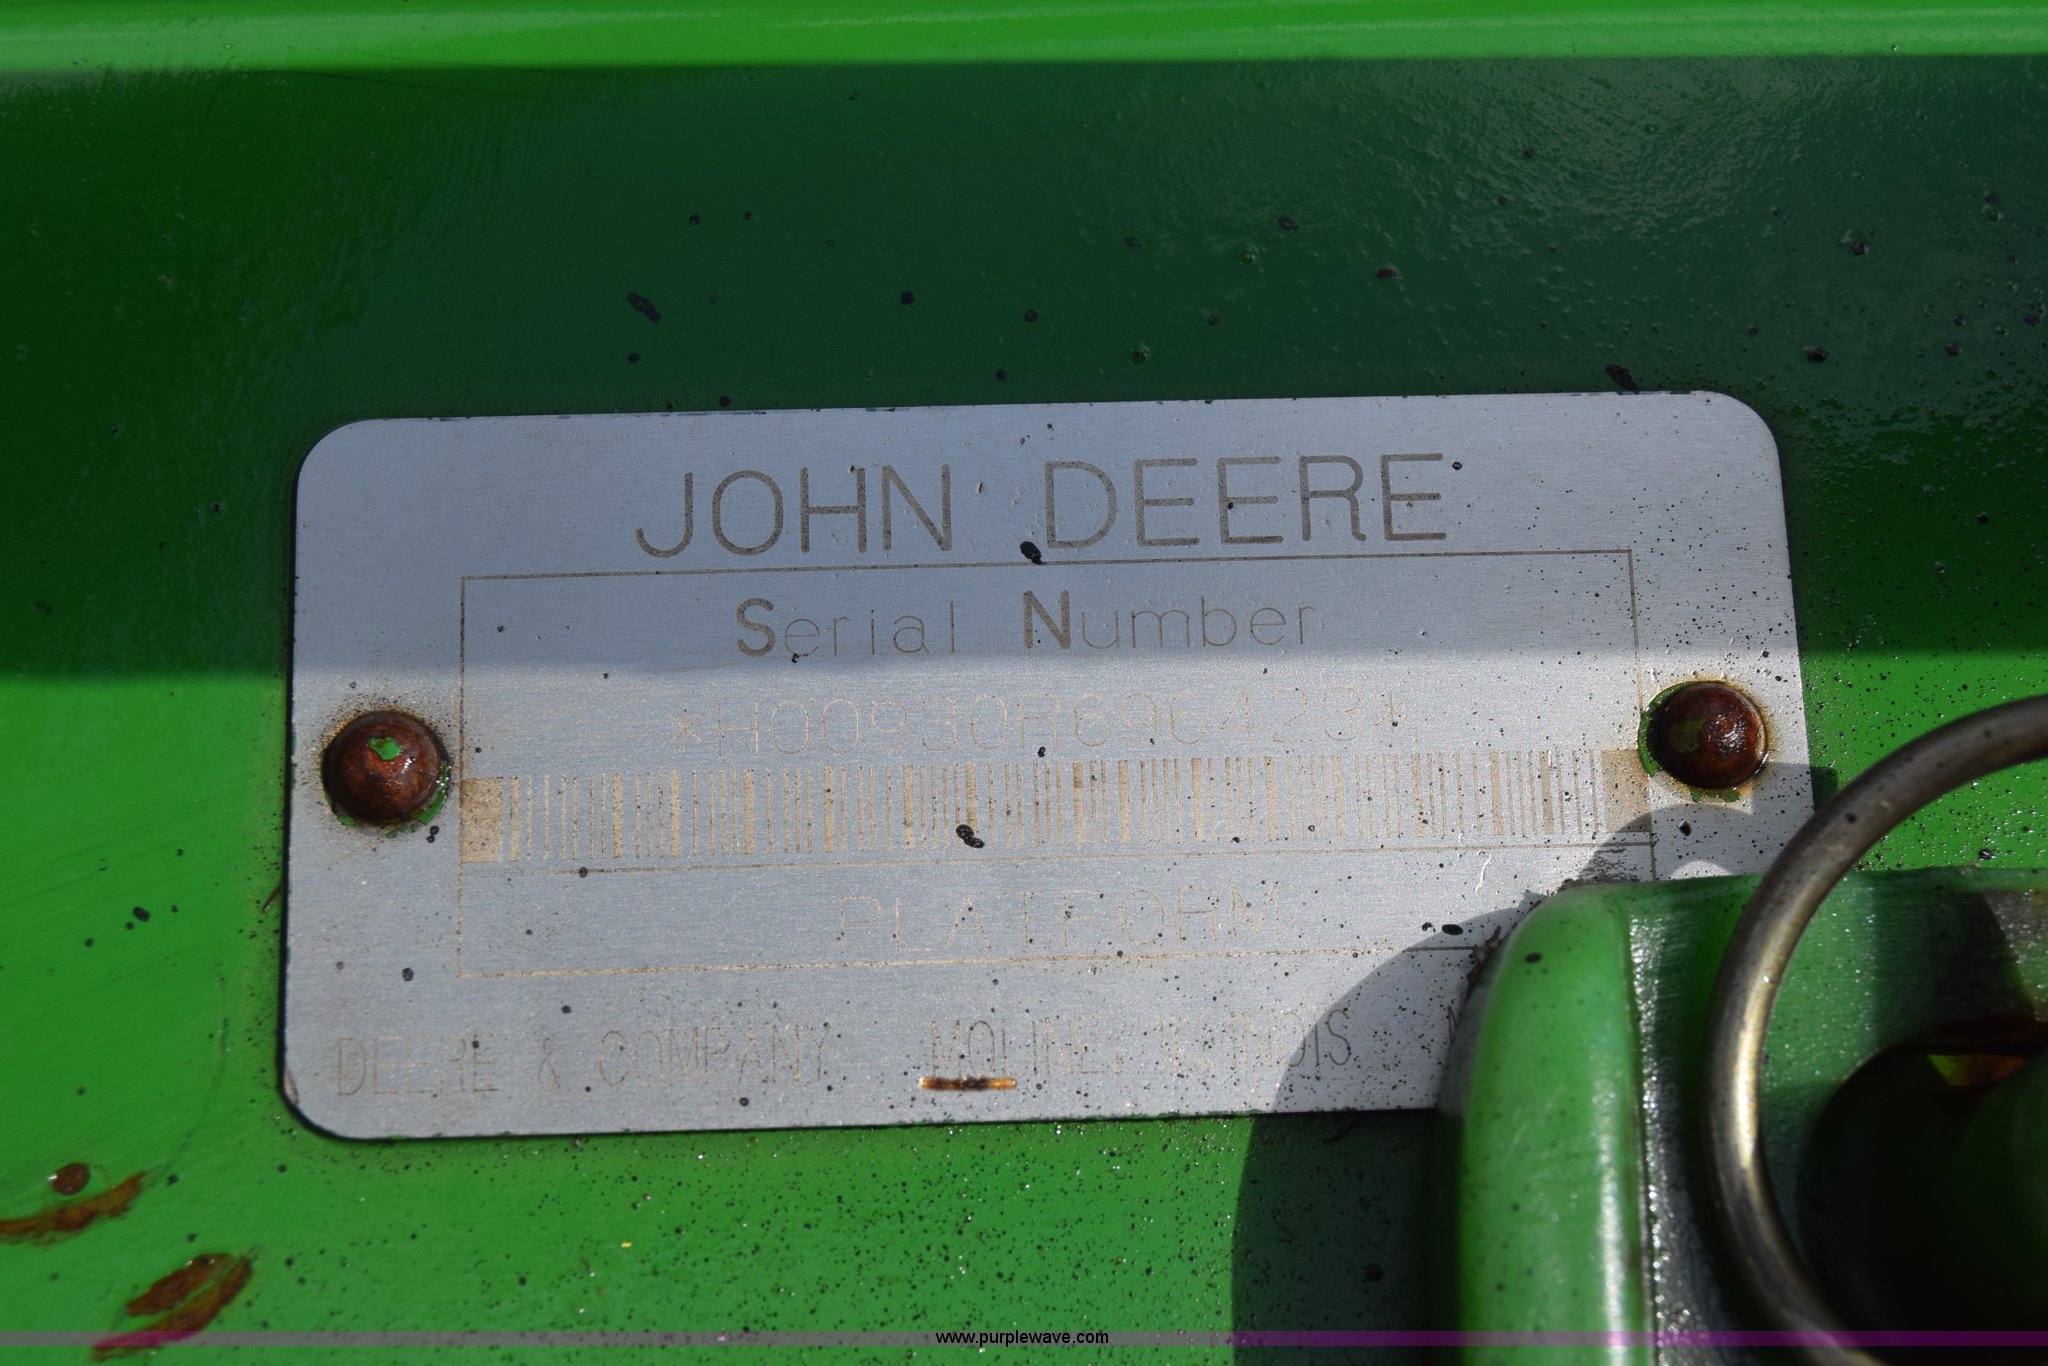 JOHN DEERE
Serial Number
*H00930R696423*
PLATFORM
DEERE & COMPANY MOLINE, ILLINOIS
www.purplewave.com